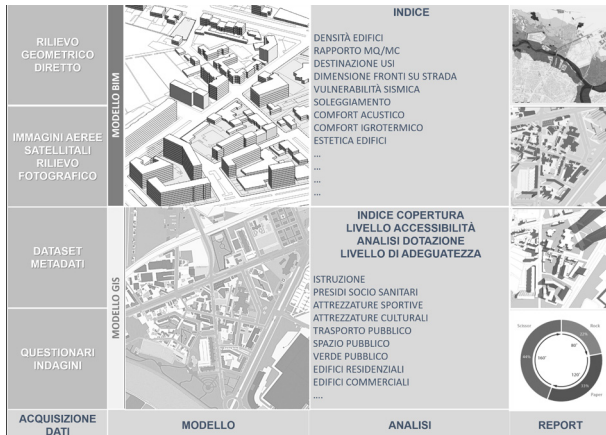 RILIEVO
GEOMETRICO
DIRETTO
IMMAGINI AEREE
SATELLITALI
RILIEVO
FOTOGRAFICO
DATASET
METADATI
QUESTIONARI
INDAGINI
ACQUISIZIONE
DATI
MODELLO BIM
MODELLO GIS
MODELLO
INDICE
DENSITÀ EDIFICI
RAPPORTO MQ/MC
DESTINAZIONE USI
DIMENSIONE FRONTI SU STRADA
VULNERABILITÀ SISMICA
SOLEGGIAMENTO
COMFORT ACUSTICO
COMFORT IGROTERMICO
ESTETICA EDIFICI
...
...
...
...
INDICE COPERTURA
LIVELLO ACCESSIBILITÀ
ANALISI DOTAZIONE
LIVELLO DI ADEGUATEZZA
ISTRUZIONE
PRESIDI SOCIO SANITARI
ATTREZZATURE SPORTIVE
ATTREZZATURE CULTURALI
TRASPORTO PUBBLICO
SPAZIO PUBBLICO
VERDE PUBBLICO
EDIFICI RESIDENZIALI
EDIFICI COMMERCIALI
....
ANALISI
Work
Paper
REPORT